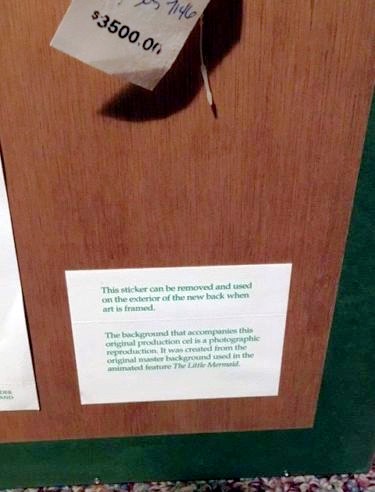 7146
$3500.00
This sticker can be removed and used
on the exterior of the new back when
art is framed.
The background that accompanies this
original production cel is a photographic
reproduction. It was created from the
original master background used in the
animated feature The Little Mermaid.